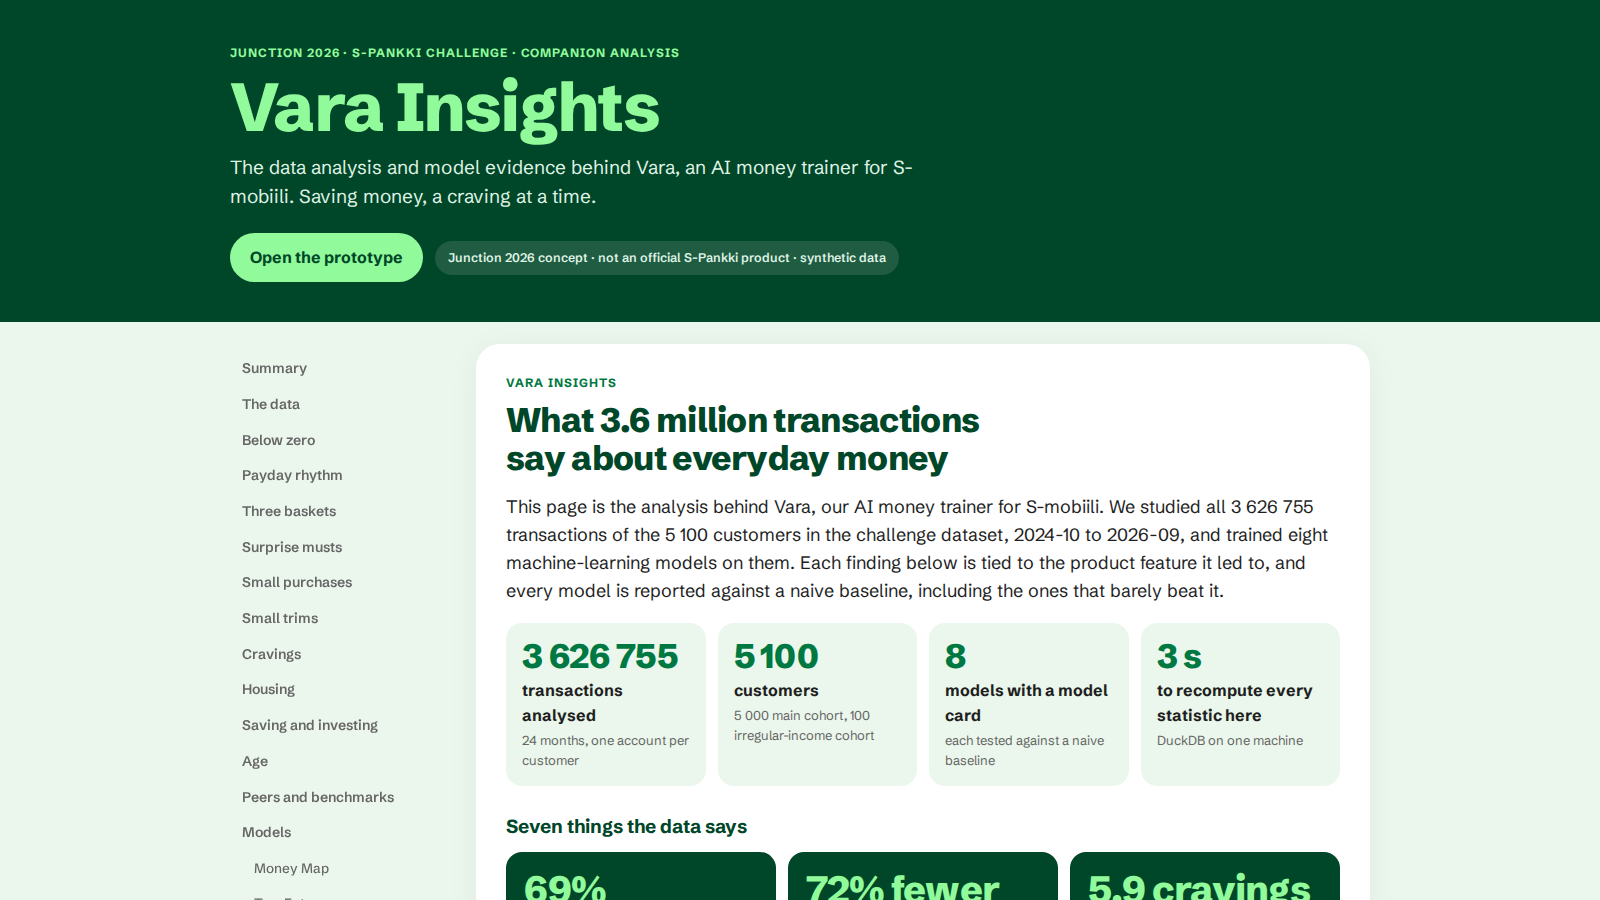 JUNCTION 2026 · S-PANKKI CHALLENGE · COMPANION ANALYSIS
Vara Insights
The data analysis and model evidence behind Vara, an AI money trainer for S-
mobiili. Saving money, a craving at a time.
Open the prototype
Junction 2026 concept · not an official S-Pankki product · synthetic data
Summary
The data
Below zero
Payday rhythm
Three baskets
Surprise musts
Small purchases
Small trims
Cravings
Housing
Saving and investing
Age
Peers and benchmarks
Models
Money Map
VARA INSIGHTS
What 3.6 million transactions
say about everyday money
This page is the analysis behind Vara, our AI money trainer for S-mobiili. We studied all 3 626 755
transactions of the 5 100 customers in the challenge dataset, 2024-10 to 2026-09, and trained eight
machine-learning models on them. Each finding below is tied to the product feature it led to, and
every model is reported against a naive baseline, including the ones that barely beat it.
3 626 755
transactions
analysed
24 months, one account per
customer
5 100
customers
5 000 main cohort, 100
irregular-income cohort
8
models with a model
card
each tested against a naive
baseline
3 s
to recompute every
statistic here
DuckDB on one machine
Seven things the data says
69%
72% fewer
5.9 cravings